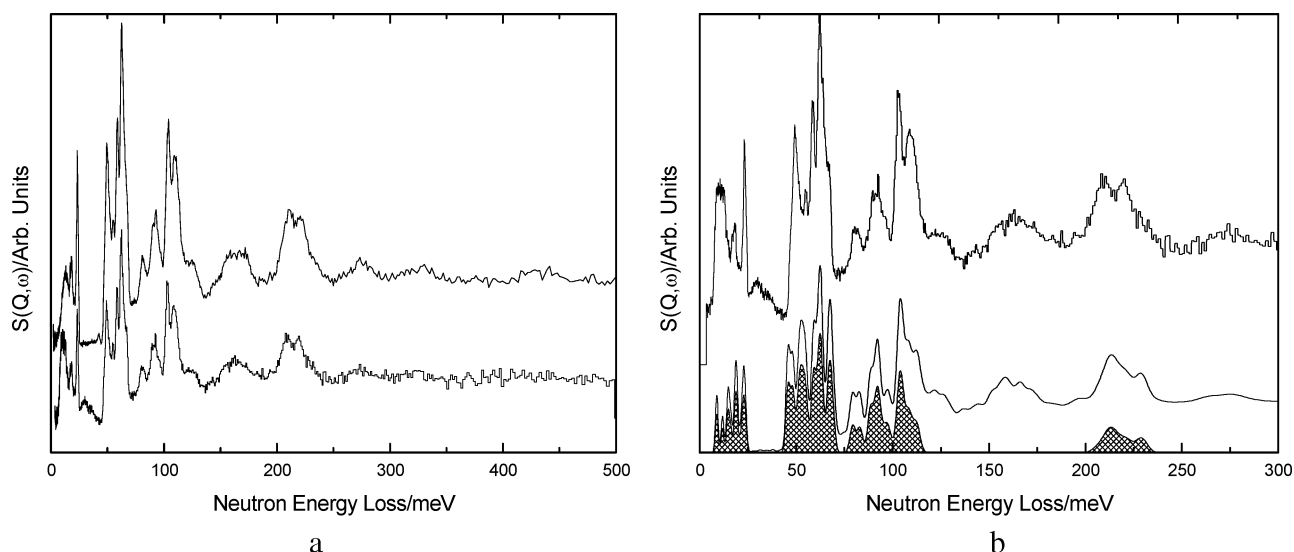 S(Q,ω)/Arb. Units
0 100 200 300 400 500
Neutron Energy Loss/meV
a
S(Q,ω)/Arb. Units
0 50 100 150 200 250 300
Neutron Energy Loss/meV
b